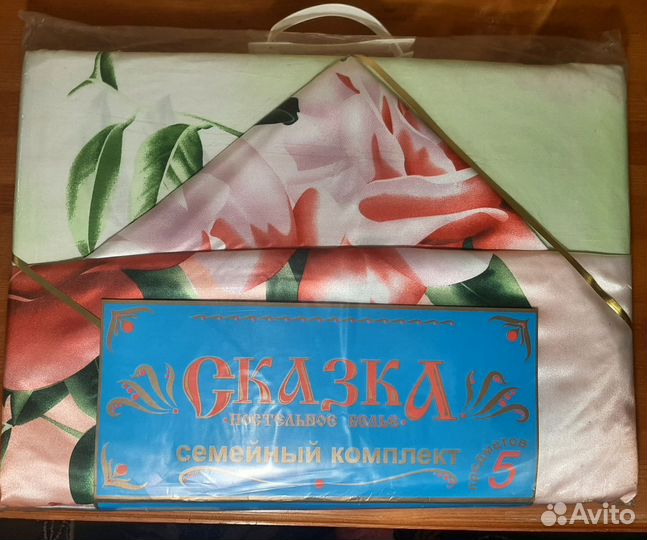 СКАЗКА
ПОСТЕЛЬНОЕ БЕЛЬЕ
семейный комплект
5 предметов
Avito